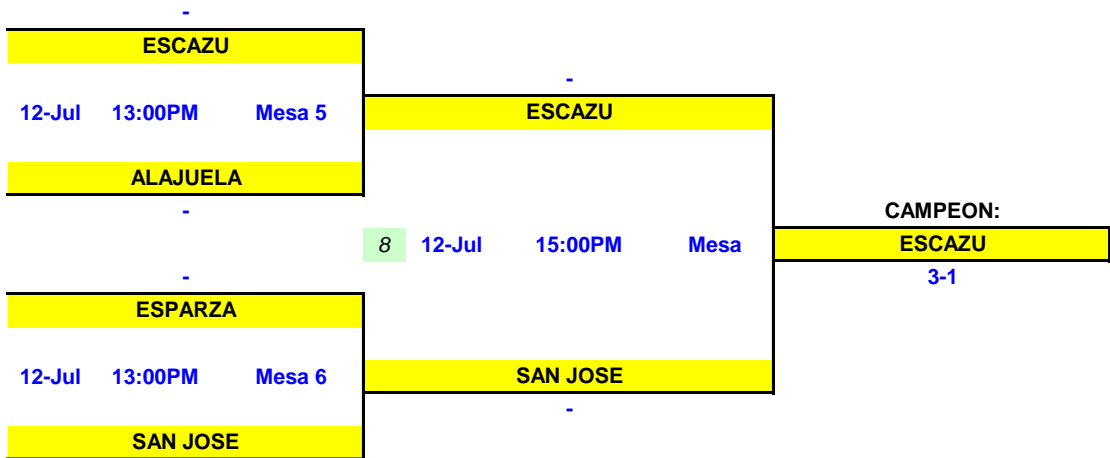 -
ESCAZU
-
12-Jul 13:00PM Mesa 5
ESCAZU
ALAJUELA
-
CAMPEON:
8 12-Jul 15:00PM Mesa
ESCAZU
-
3-1
ESPARZA
12-Jul 13:00PM Mesa 6
SAN JOSE
-
SAN JOSE